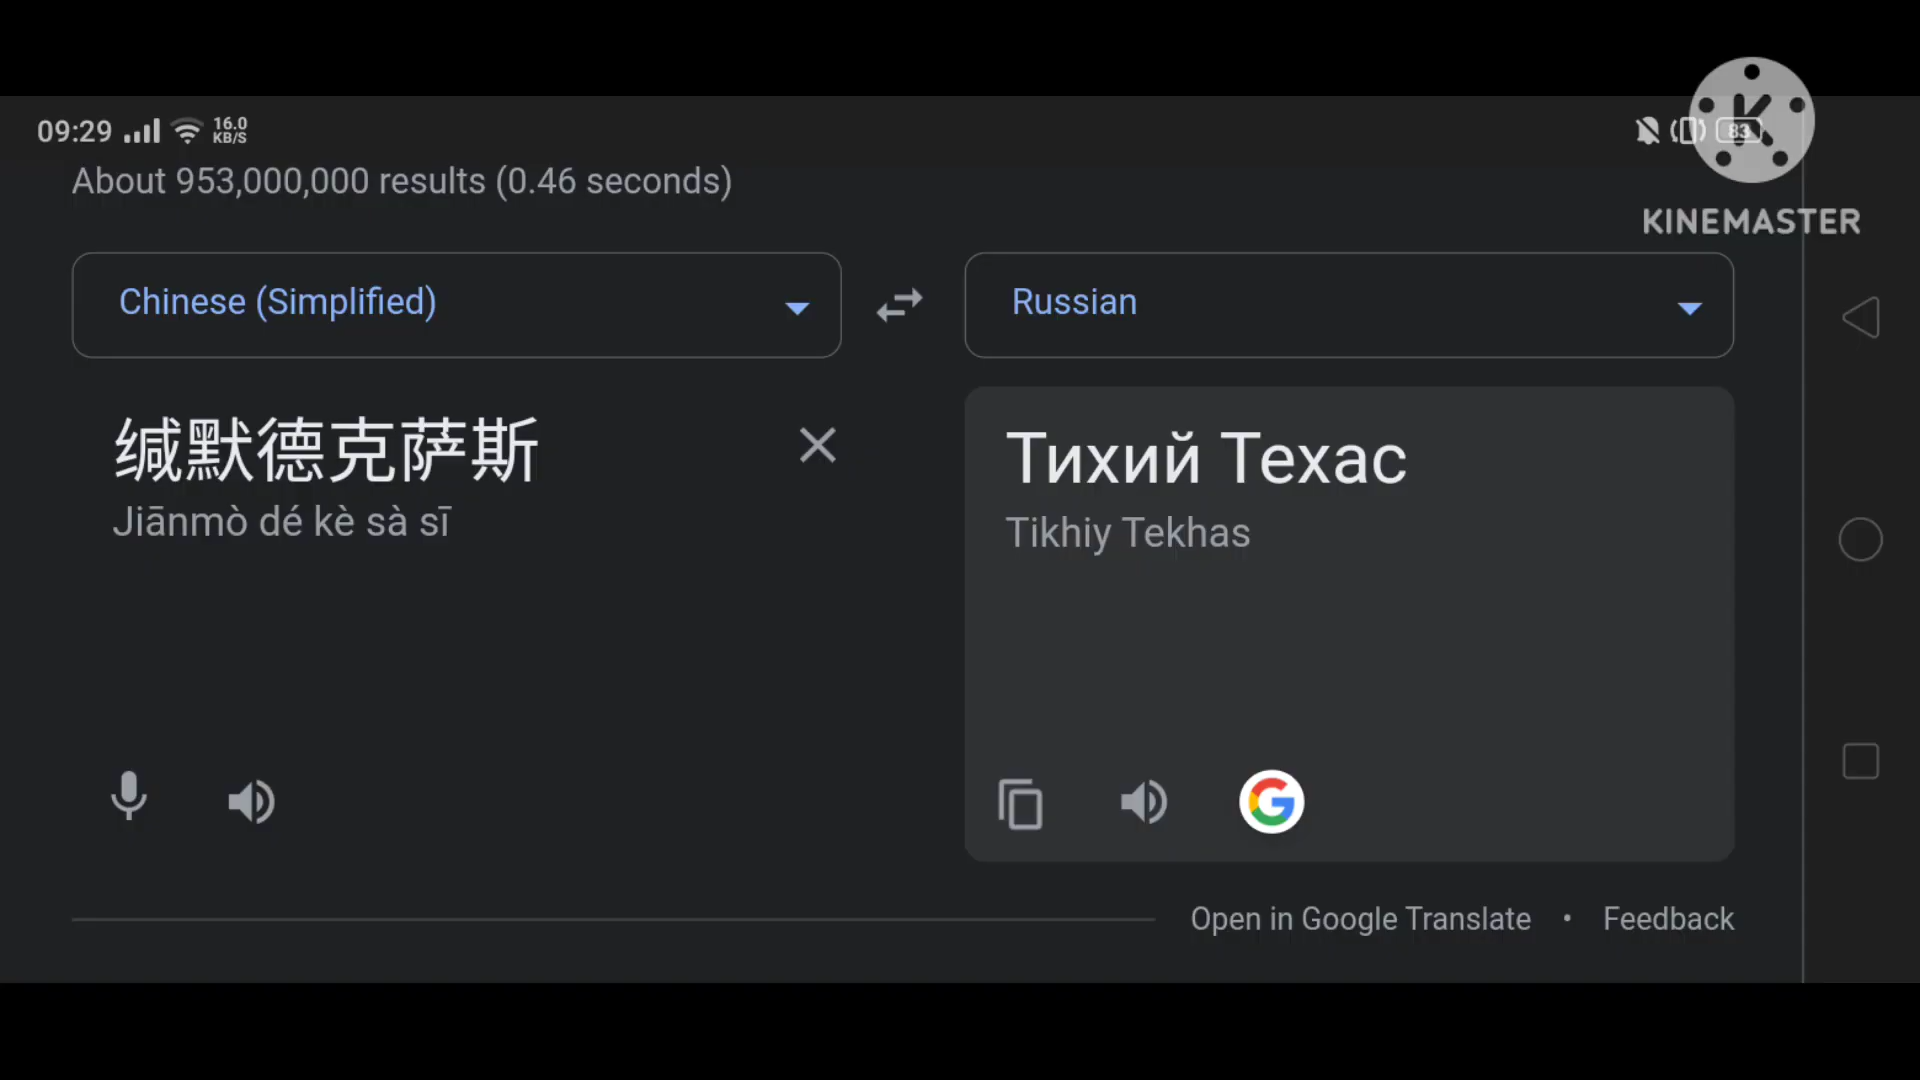 09:29
16.0
KB/S
83
About 953,000,000 results (0.46 seconds)
KINEMASTER
Chinese (Simplified)
Russian
缄默德克萨斯
Jiānmò dé kè sà sī
Тихий Техас
Tikhiy Tekhas
Open in Google Translate • Feedback